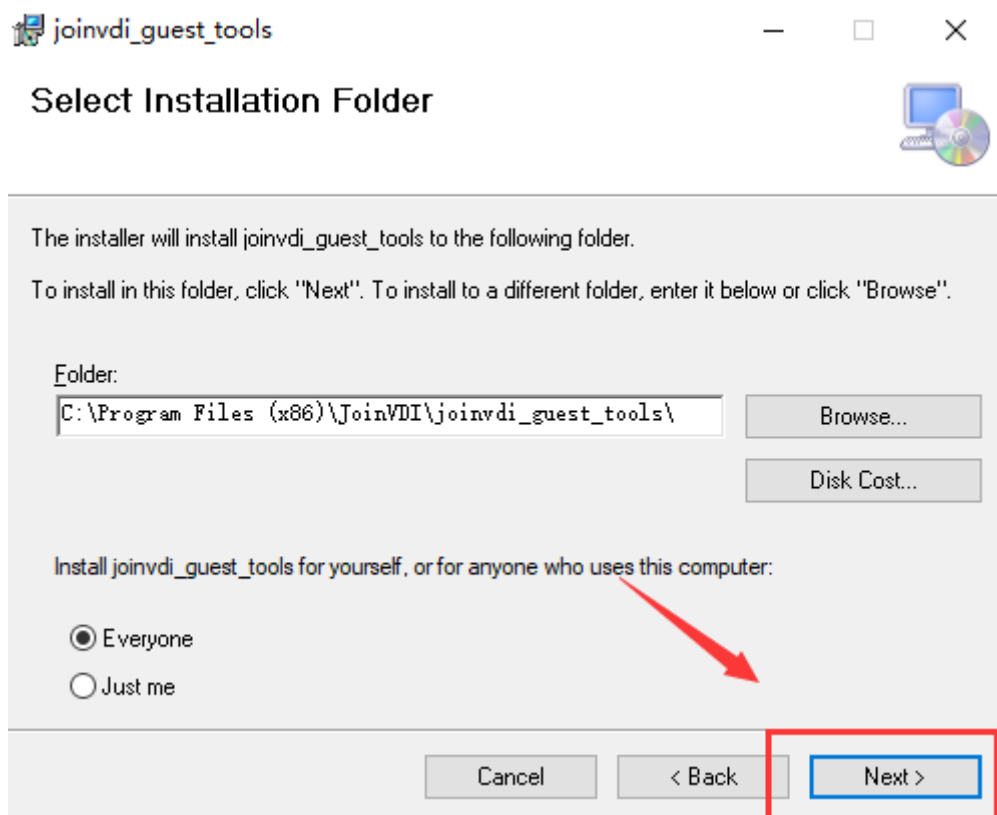 joinvdi_guest_tools
Select Installation Folder
The installer will install joinvdi_guest_tools to the following folder.
To install in this folder, click "Next". To install to a different folder, enter it below or click "Browse".
Folder:
C:\Program Files (x86)\JoinVDI\joinvdi_guest_tools\
Browse...
Disk Cost...
Install joinvdi_guest_tools for yourself, or for anyone who uses this computer:
Everyone
Just me
Cancel
< Back
Next >